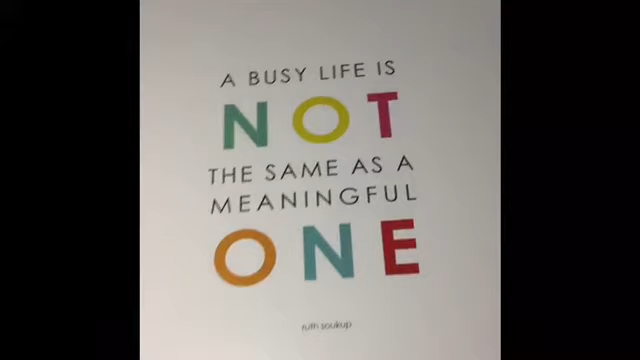 A BUSY LIFE IS
NOT
THE SAME AS A
MEANINGFUL
ONE
ruth soukup